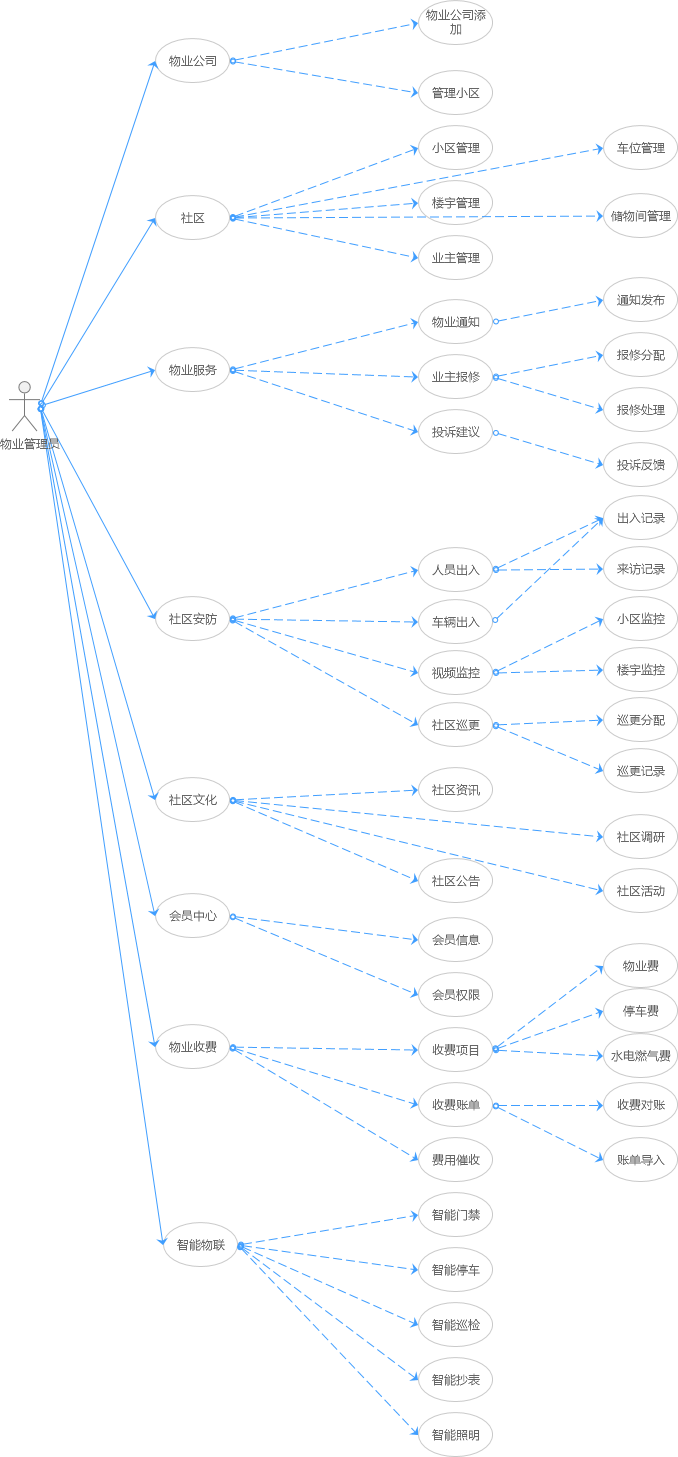 物业公司添
加
物业公司
管理小区
小区管理
车位管理
楼宇管理
社区
储物间管理
业主管理
通知发布
物业通知
报修分配
物业服务
业主报修
报修处理
投诉建议
物业管理员
投诉反馈
出入记录
人员出入
来访记录
社区安防
车辆出入
小区监控
视频监控
楼宇监控
社区巡更
巡更分配
巡更记录
社区资讯
社区文化
社区调研
社区公告
社区活动
会员中心
会员信息
物业费
会员权限
停车费
物业收费
收费项目
水电燃气费
收费账单
收费对账
费用催收
账单导入
智能门禁
智能物联
智能停车
智能巡检
智能抄表
智能照明